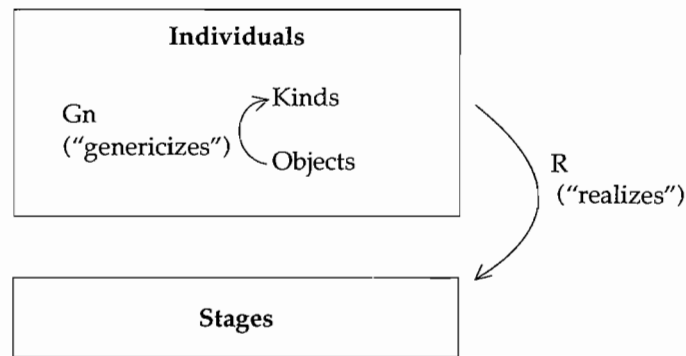 Individuals
Kinds
Gn
(“genericizes”)
Objects
R
(“realizes”)
Stages